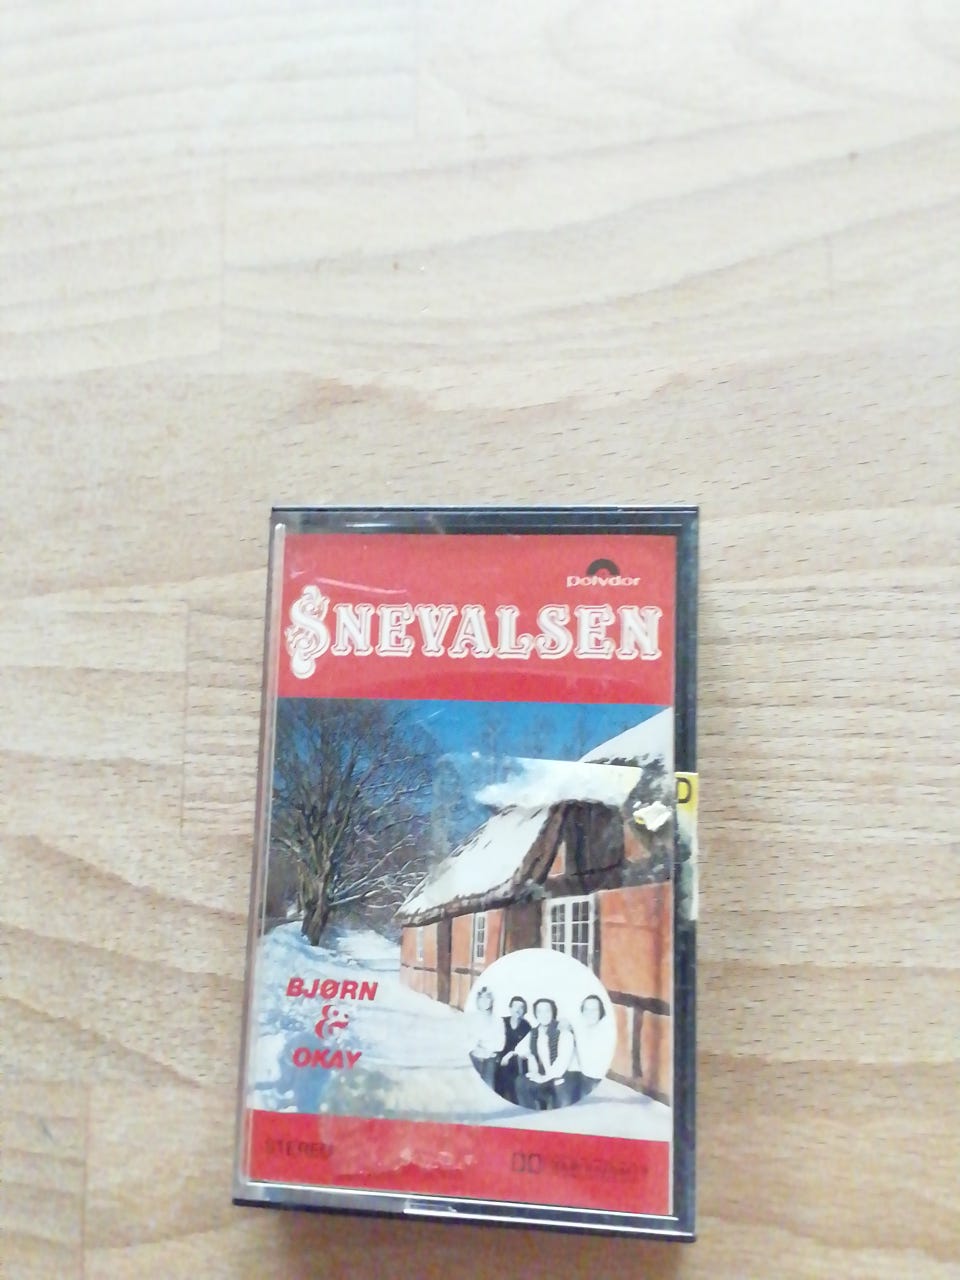 polydor
SNEVALSEN
D
BJØRN
&
OKAY
STEREO